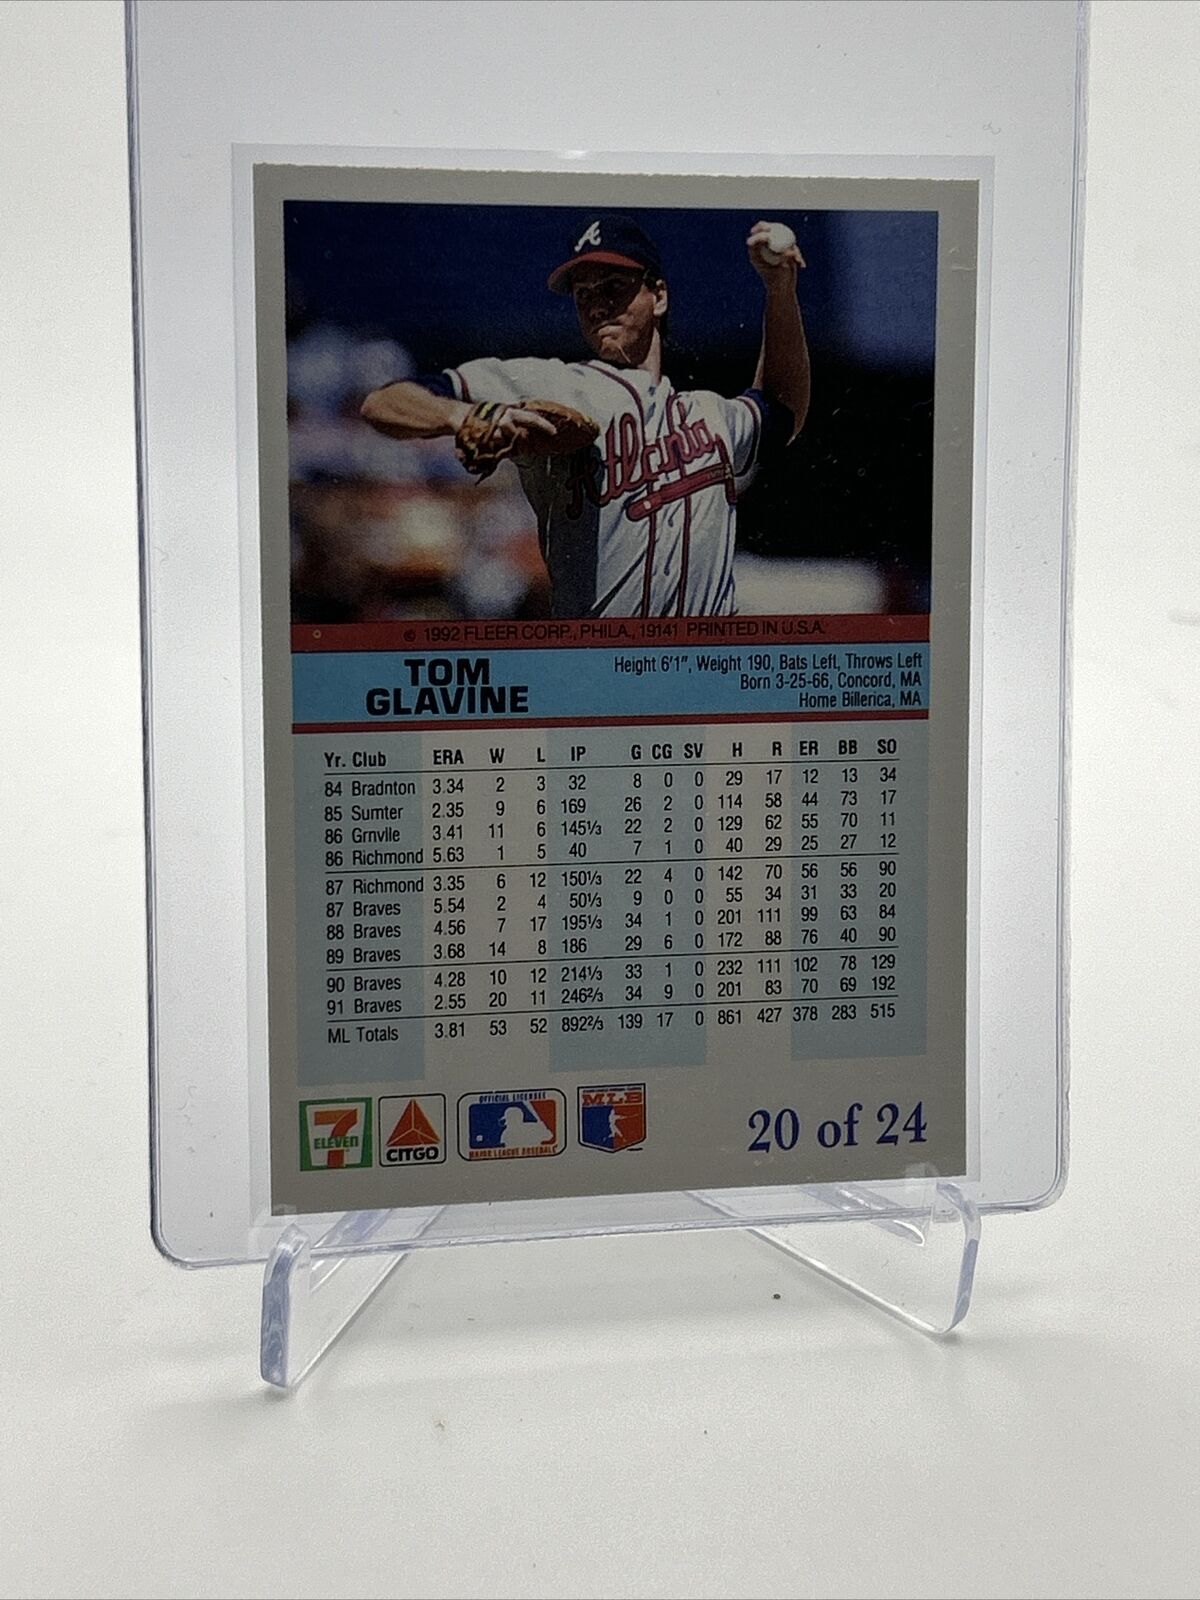 A
Atlanta
© 1992 FLEER CORP., PHILA., 19141 PRINTED IN U.S.A.
TOM
GLAVINE
Height 6'1", Weight 190, Bats Left, Throws Left
Born 3-25-66, Concord, MA
Home Billerica, MA
Yr. Club ERA W L IP G CG SV H R ER BB SO
84 Bradnton 3.34 2 3 32 8 0 0 29 17 12 13 34
85 Sumter 2.35 9 6 169 26 2 0 114 58 44 73 17
86 Grnvlle 3.41 11 6 145⅓ 22 2 0 129 62 55 70 11
86 Richmond 5.63 1 5 40 7 1 0 40 29 25 27 12
87 Richmond 3.35 6 12 150⅓ 22 4 0 142 70 56 56 90
87 Braves 5.54 2 4 50⅓ 9 0 0 55 34 31 33 20
88 Braves 4.56 7 17 195⅓ 34 1 0 201 111 99 63 84
89 Braves 3.68 14 8 186 29 6 0 172 88 76 40 90
90 Braves 4.28 10 12 214⅓ 33 1 0 232 111 102 78 129
91 Braves 2.55 20 11 246⅔ 34 9 0 201 83 70 69 192
ML Totals 3.81 53 52 892⅔ 139 17 0 861 427 378 283 515
7 ELEVEN
CITGO
OFFICIAL LICENSEE
MAJOR LEAGUE BASEBALL
MLB
20 of 24